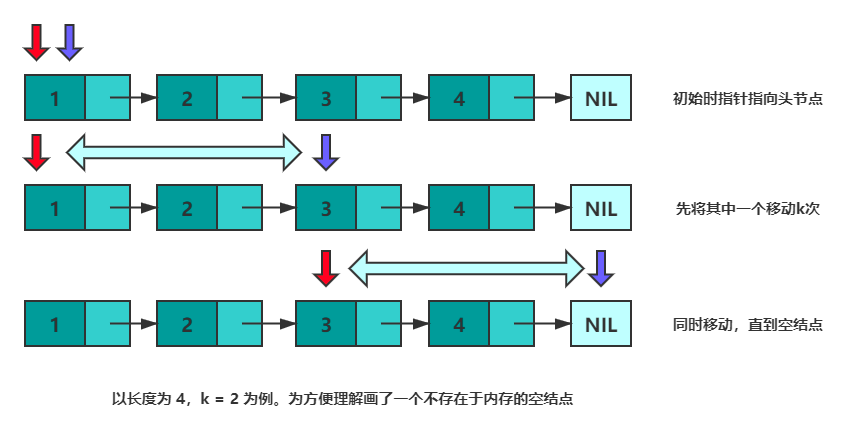 1 2 3 4 NIL 初始时指针指向头节点
1 2 3 4 NIL 先将其中一个移动k次
1 2 3 4 NIL 同时移动，直到空结点
以长度为 4，k = 2 为例。为方便理解画了一个不存在于内存的空结点